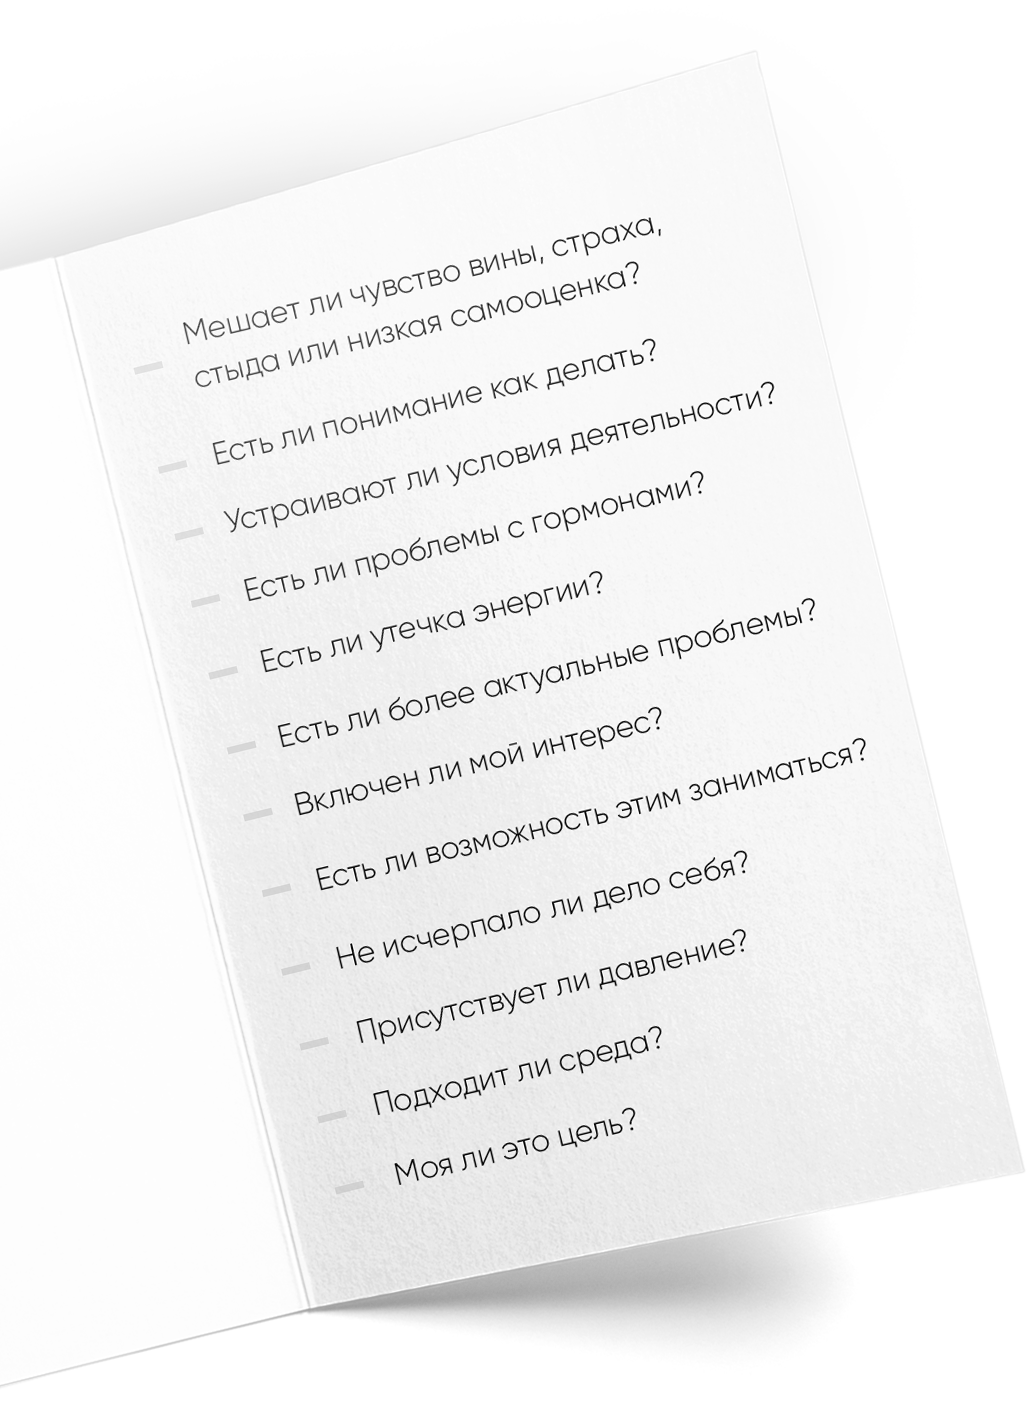 Мешает ли чувство вины, страха,
стыда или низкая самооценка?
Есть ли понимание как делать?
Устраивают ли условия деятельности?
Есть ли проблемы с гормонами?
Есть ли утечка энергии?
Есть ли более актуальные проблемы?
Включен ли мой интерес?
Есть ли возможность этим заниматься?
Не исчерпало ли дело себя?
Присутствует ли давление?
Подходит ли среда?
Моя ли это цель?